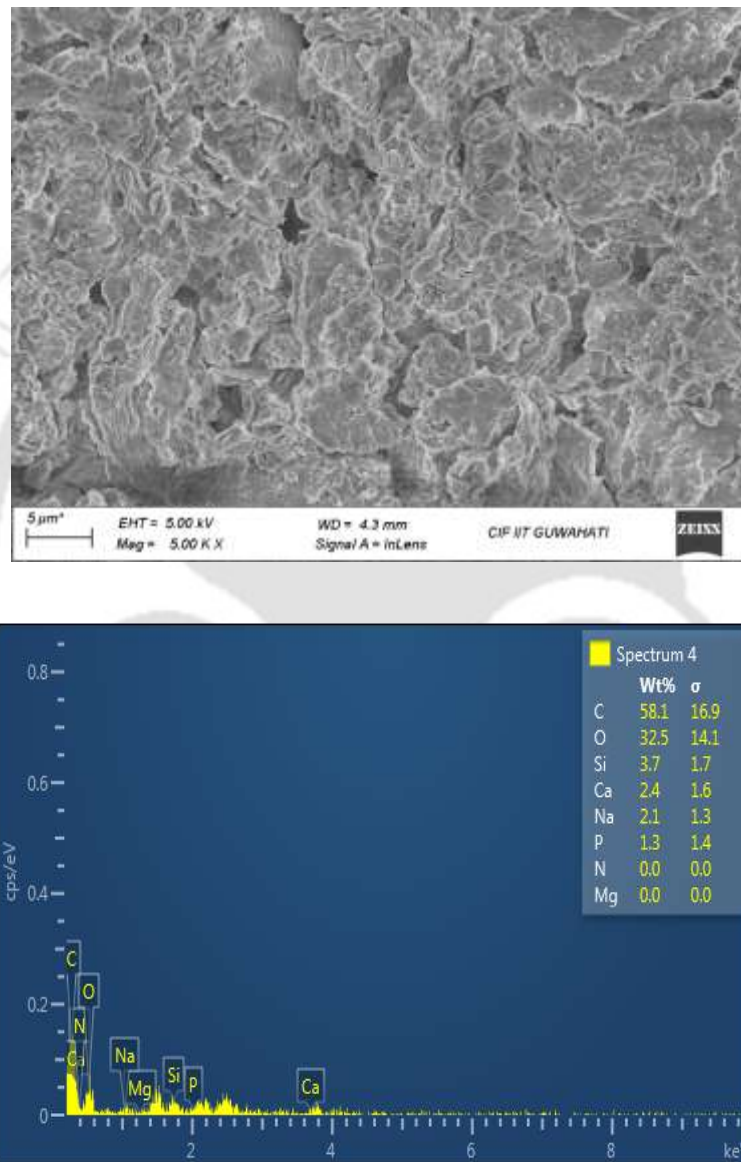 5 µm*
EHT = 5.00 kV
WD = 4.3 mm
CIF IIT GUWAHATI
ZEISS
Mag = 5.00 K X
Signal A = InLens
Spectrum 4
Wt% σ
C 58.1 16.9
O 32.5 14.1
Si 3.7 1.7
Ca 2.4 1.6
Na 2.1 1.3
P 1.3 1.4
N 0.0 0.0
Mg 0.0 0.0
0.8
0.6
cps/eV
0.4
0.2
0
C
O
N
Ca
Na
Mg
Si
P
Ca
2
4
6
8
ke